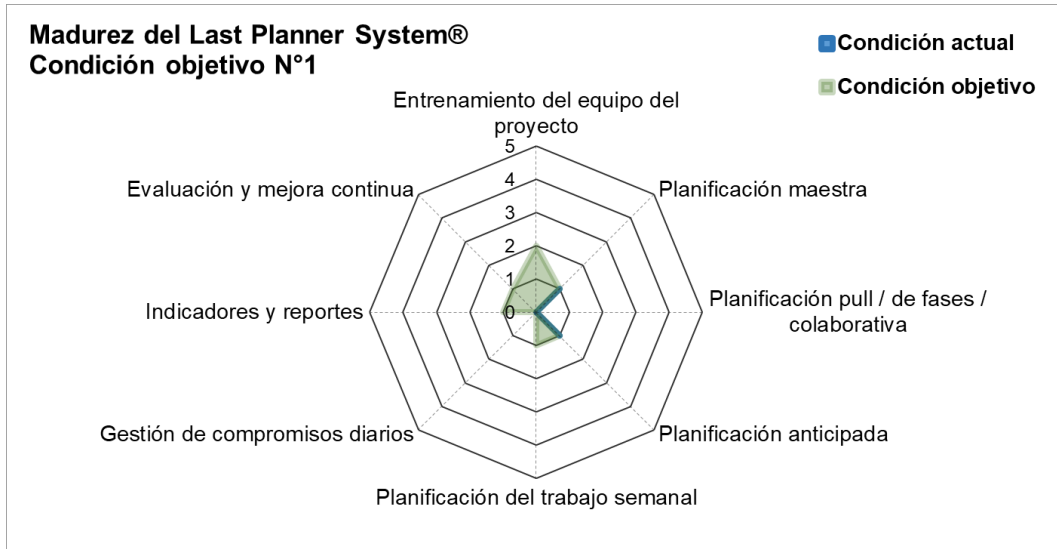 Madurez del Last Planner System®
Condición objetivo N°1
Condición actual
Condición objetivo
Entrenamiento del equipo del
proyecto
5
4
3
2
1
0
Evaluación y mejora continua
Planificación maestra
Indicadores y reportes
Planificación pull / de fases /
colaborativa
Gestión de compromisos diarios
Planificación anticipada
Planificación del trabajo semanal